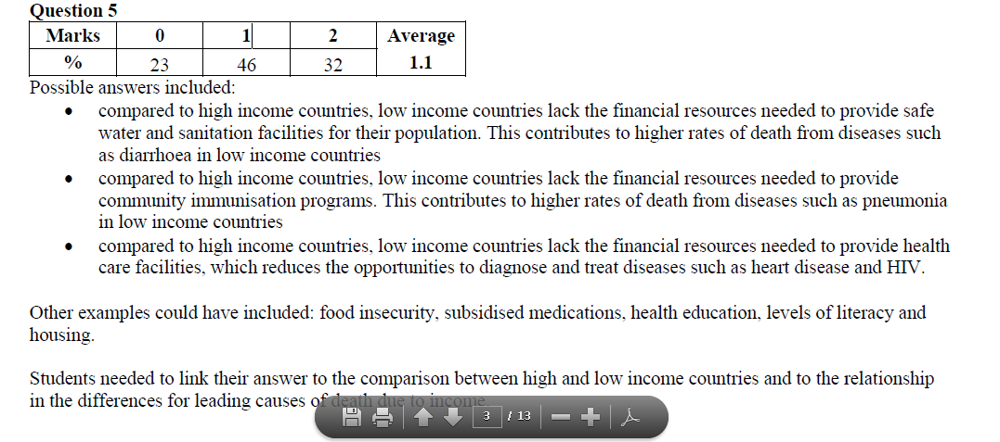 Question 5
Marks 0 1 2 Average
% 23 46 32 1.1
Possible answers included:
• compared to high income countries, low income countries lack the financial resources needed to provide safe
water and sanitation facilities for their population. This contributes to higher rates of death from diseases such
as diarrhoea in low income countries
• compared to high income countries, low income countries lack the financial resources needed to provide
community immunisation programs. This contributes to higher rates of death from diseases such as pneumonia
in low income countries
• compared to high income countries, low income countries lack the financial resources needed to provide health
care facilities, which reduces the opportunities to diagnose and treat diseases such as heart disease and HIV.
Other examples could have included: food insecurity, subsidised medications, health education, levels of literacy and
housing.
Students needed to link their answer to the comparison between high and low income countries and to the relationship
in the differences for leading causes of death due to income.
3 / 13